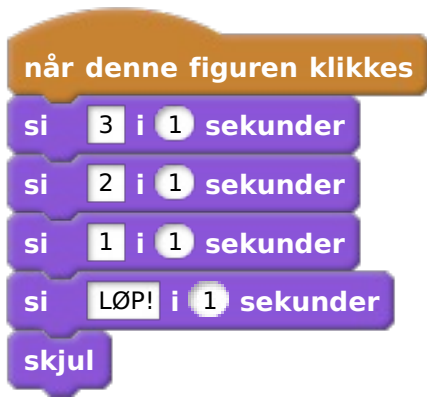 når denne figuren klikkes
si 3 i 1 sekunder
si 2 i 1 sekunder
si 1 i 1 sekunder
si LØP! i 1 sekunder
skjul